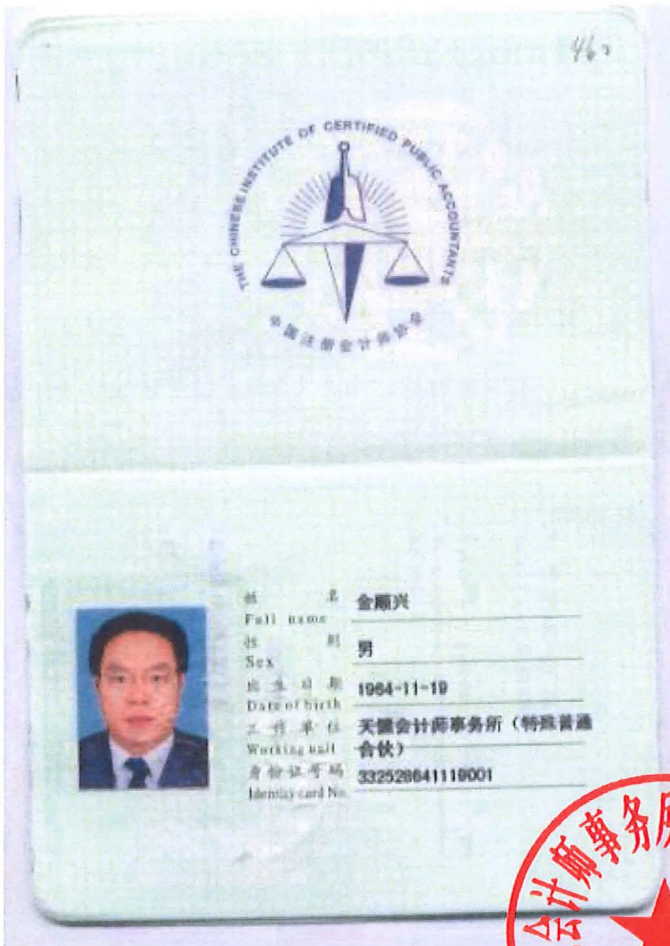 THE CHINESE INSTITUTE OF CERTIFIED PUBLIC ACCOUNTANTS
中国注册会计师协会
姓 名 金顺兴
Full name
性 别 男
Sex
出 生 日 期 1964-11-19
Date of birth
工 作 单 位 天健会计师事务所（特殊普通
Working unit 合伙）
身份证号码 332528641119001
Identity card No.
会计师事务所